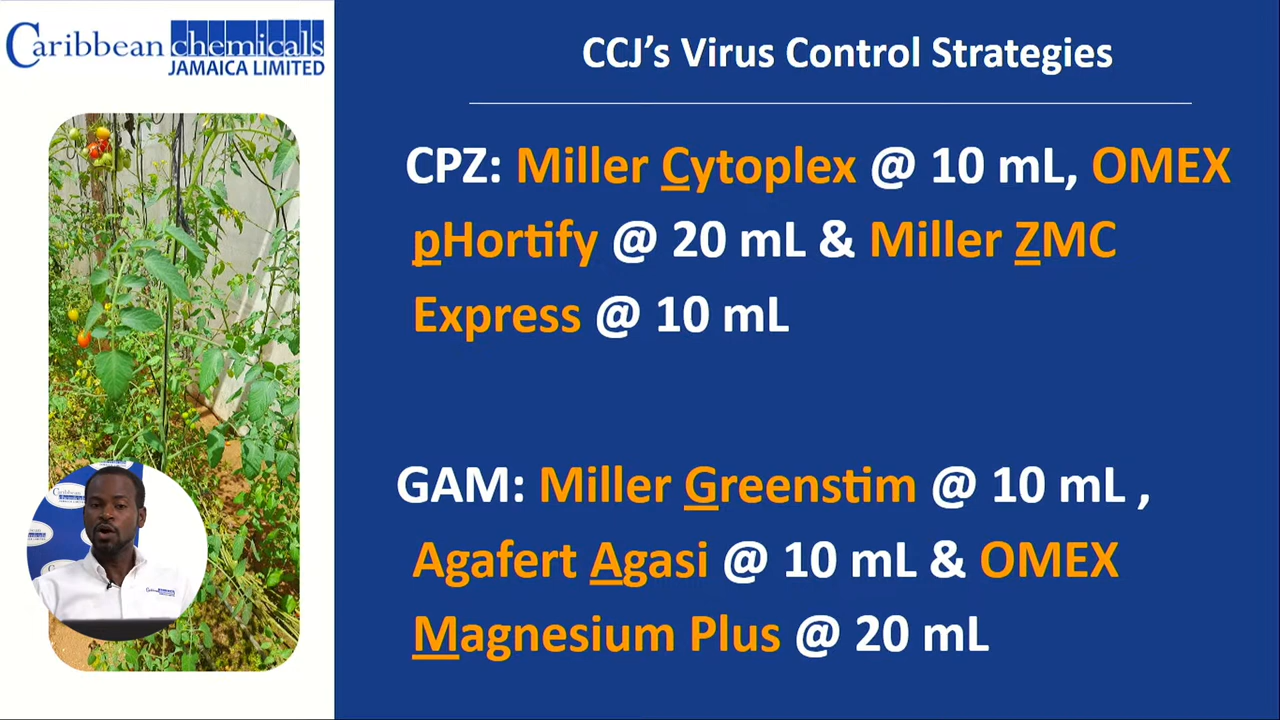 Caribbean chemicals
JAMAICA LIMITED
CCJ’s Virus Control Strategies
CPZ: Miller Cytoplex @ 10 mL, OMEX
pHortify @ 20 mL & Miller ZMC
Express @ 10 mL
GAM: Miller Greenstim @ 10 mL ,
Agafert Agasi @ 10 mL & OMEX
Magnesium Plus @ 20 mL